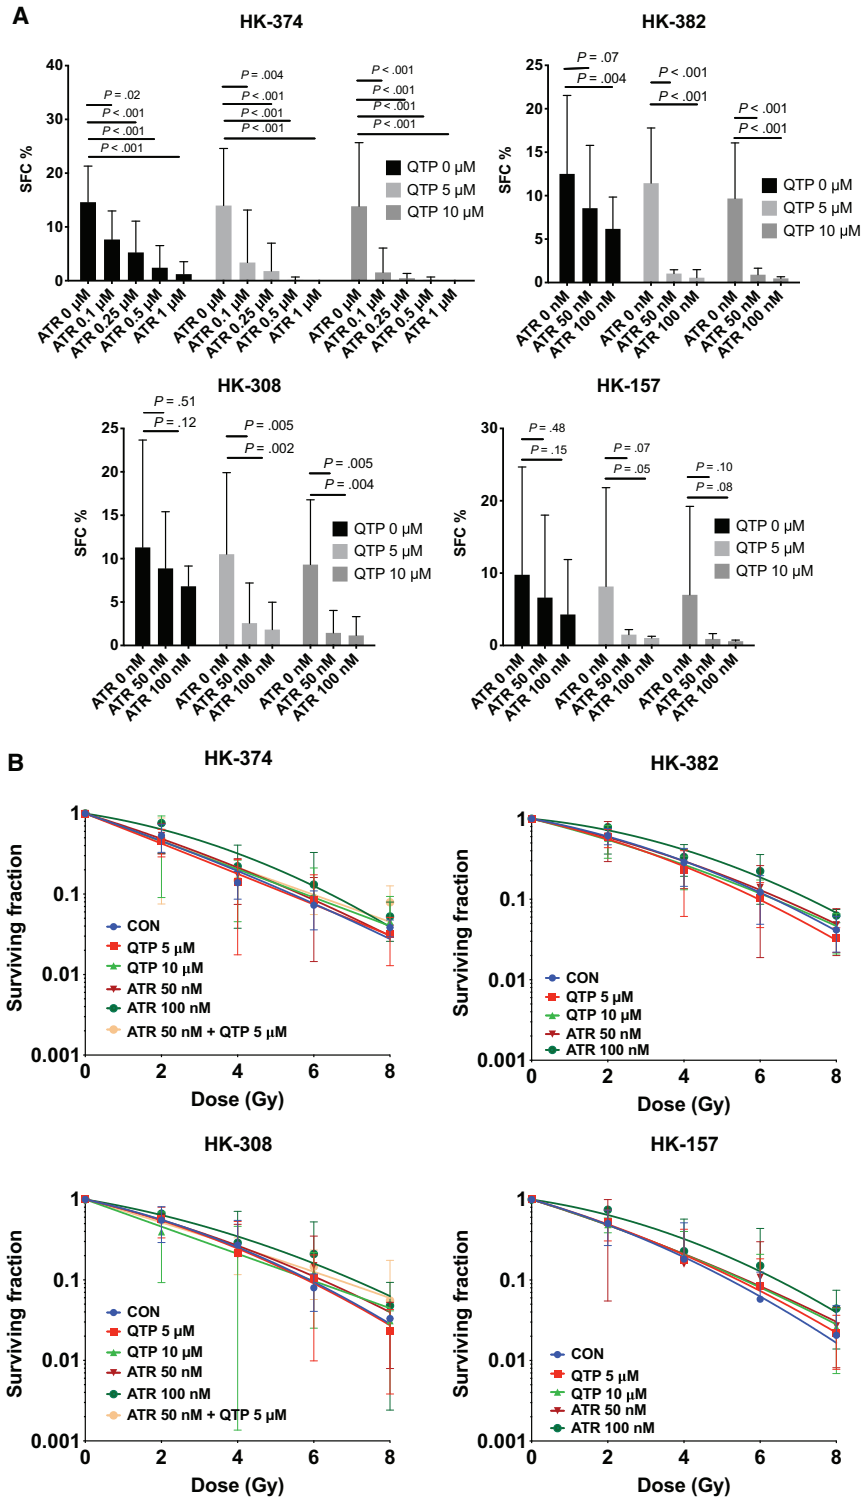 A
HK-374
SFC %
40
30
20
10
0
P = .02
P < .001
P < .001
P < .001
P = .004
P < .001
P < .001
P < .001
P < .001
P < .001
P < .001
P < .001
QTP 0 µM
QTP 5 µM
QTP 10 µM
ATR 0 µM
ATR 0.1 µM
ATR 0.25 µM
ATR 0.5 µM
ATR 1 µM
ATR 0 µM
ATR 0.1 µM
ATR 0.25 µM
ATR 0.5 µM
ATR 1 µM
ATR 0 µM
ATR 0.1 µM
ATR 0.25 µM
ATR 0.5 µM
ATR 1 µM
HK-382
SFC %
25
20
15
10
5
0
P = .07
P = .004
P < .001
P < .001
P < .001
P < .001
QTP 0 µM
QTP 5 µM
QTP 10 µM
ATR 0 nM
ATR 50 nM
ATR 100 nM
ATR 0 nM
ATR 50 nM
ATR 100 nM
ATR 0 nM
ATR 50 nM
ATR 100 nM
HK-308
SFC %
25
20
15
10
5
0
P = .51
P = .12
P = .005
P = .002
P = .005
P = .004
QTP 0 µM
QTP 5 µM
QTP 10 µM
ATR 0 nM
ATR 50 nM
ATR 100 nM
ATR 0 nM
ATR 50 nM
ATR 100 nM
ATR 0 nM
ATR 50 nM
ATR 100 nM
HK-157
SFC %
30
20
10
0
P = .48
P = .15
P = .07
P = .05
P = .10
P = .08
QTP 0 µM
QTP 5 µM
QTP 10 µM
ATR 0 nM
ATR 50 nM
ATR 100 nM
ATR 0 nM
ATR 50 nM
ATR 100 nM
ATR 0 nM
ATR 50 nM
ATR 100 nM
B
HK-374
Surviving fraction
1
0.1
0.01
0.001
CON
QTP 5 µM
QTP 10 µM
ATR 50 nM
ATR 100 nM
ATR 50 nM + QTP 5 µM
0 2 4 6 8
Dose (Gy)
HK-382
Surviving fraction
1
0.1
0.01
0.001
CON
QTP 5 µM
QTP 10 µM
ATR 50 nM
ATR 100 nM
0 2 4 6 8
Dose (Gy)
HK-308
Surviving fraction
1
0.1
0.01
0.001
CON
QTP 5 µM
QTP 10 µM
ATR 50 nM
ATR 100 nM
ATR 50 nM + QTP 5 µM
0 2 4 6 8
Dose (Gy)
HK-157
Surviving fraction
1
0.1
0.01
0.001
CON
QTP 5 µM
QTP 10 µM
ATR 50 nM
ATR 100 nM
0 2 4 6 8
Dose (Gy)